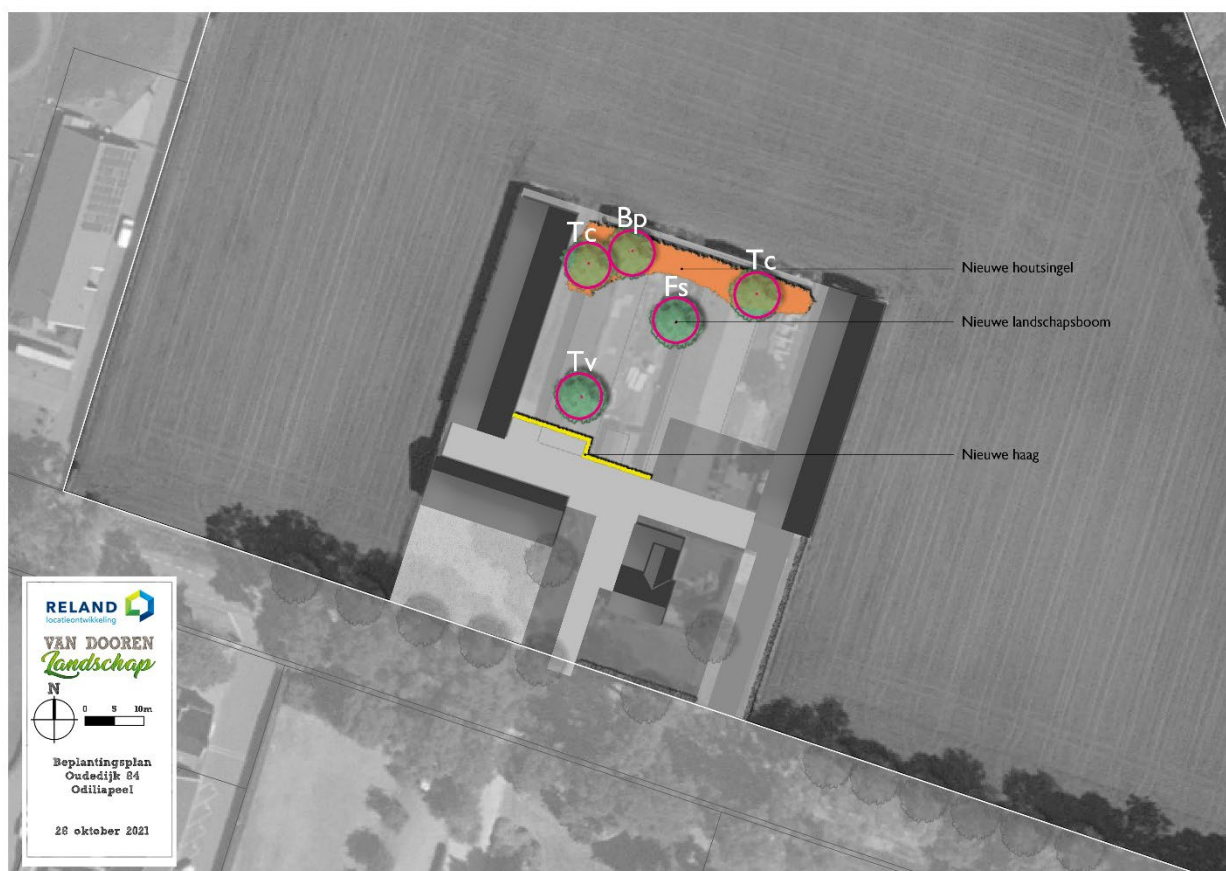 Bp
Tc
Tc
Fs
Tv
Nieuwe houtsingel
Nieuwe landschapsboom
Nieuwe haag
RELAND
locatieontwikkeling
VAN DOOREN
Landschap
N
0 5 10m
Beplantingsplan
Oudedijk 84
Odiliapeel
28 oktober 2021